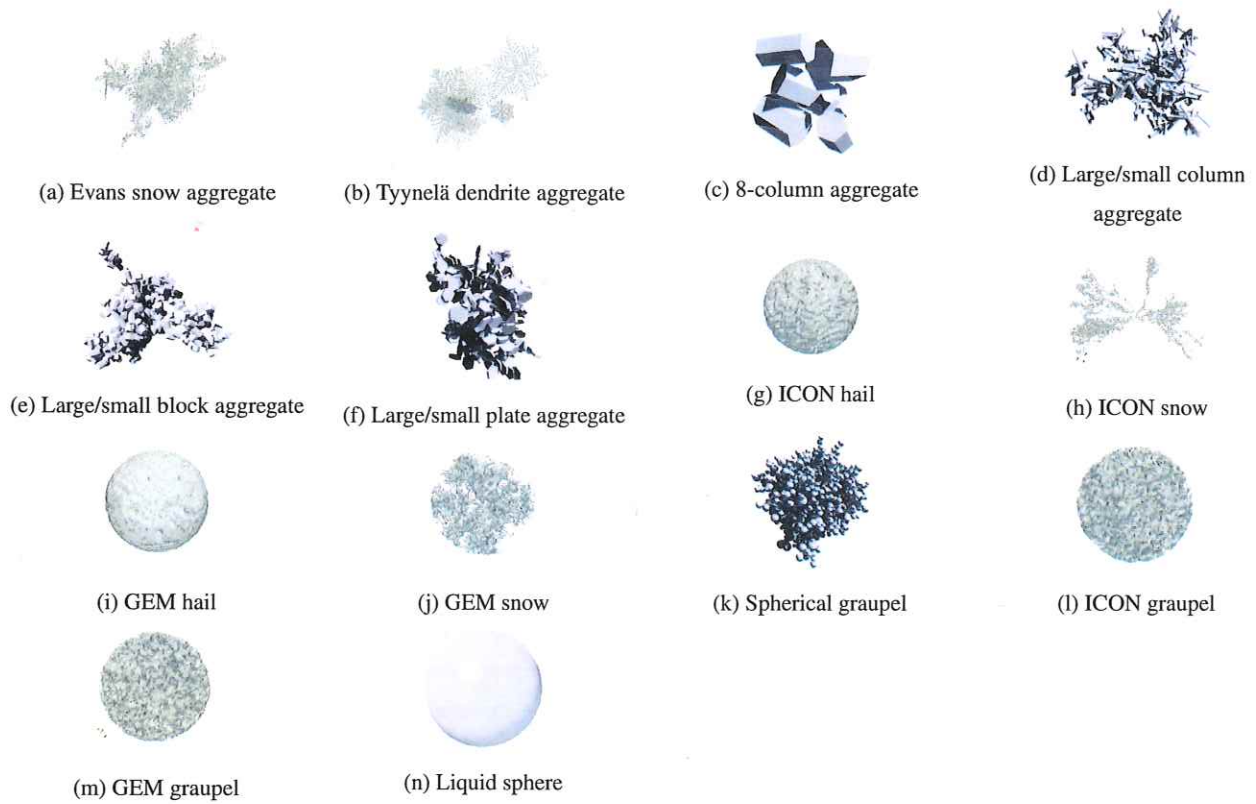 (a) Evans snow aggregate
(b) Tyynelä dendrite aggregate
(c) 8-column aggregate
(d) Large/small column
aggregate
(e) Large/small block aggregate
(f) Large/small plate aggregate
(g) ICON hail
(h) ICON snow
(i) GEM hail
(j) GEM snow
(k) Spherical graupel
(l) ICON graupel
(m) GEM graupel
(n) Liquid sphere